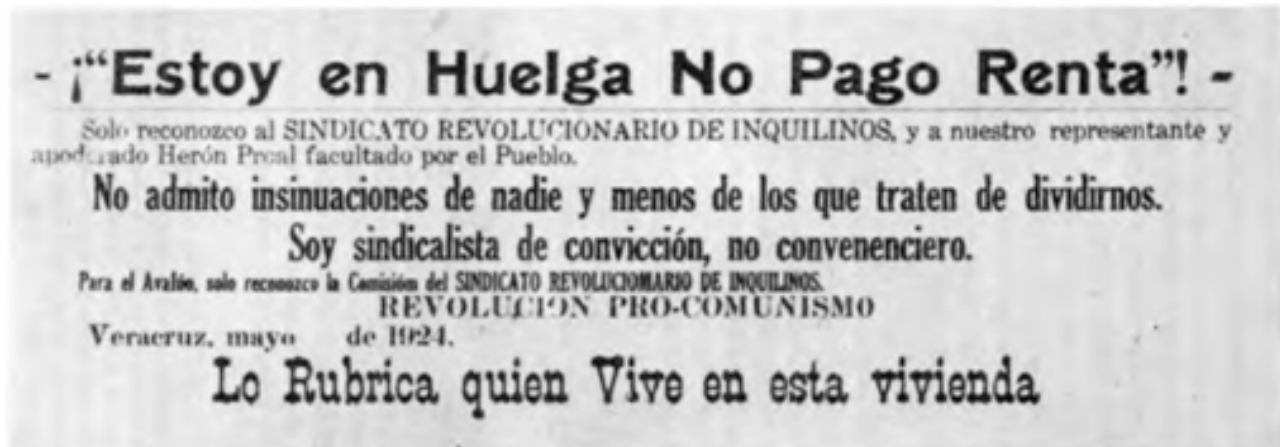 - ¡“Estoy en Huelga No Pago Renta”! -
Solo reconozco al SINDICATO REVOLUCIONARIO DE INQUILINOS, y a nuestro representante y
apoderado Herón Proal facultado por el Pueblo.
No admito insinuaciones de nadie y menos de los que traten de dividirnos.
Soy sindicalista de convicción, no convenenciero.
Para el Avalúo, solo reconozco la Comisión del SINDICATO REVOLUCIOMARIO DE INQUILINOS.
REVOLUCION PRO-COMUNISMO
Veracruz, mayo de 1924.
Lo Rubrica quien Vive en esta vivienda